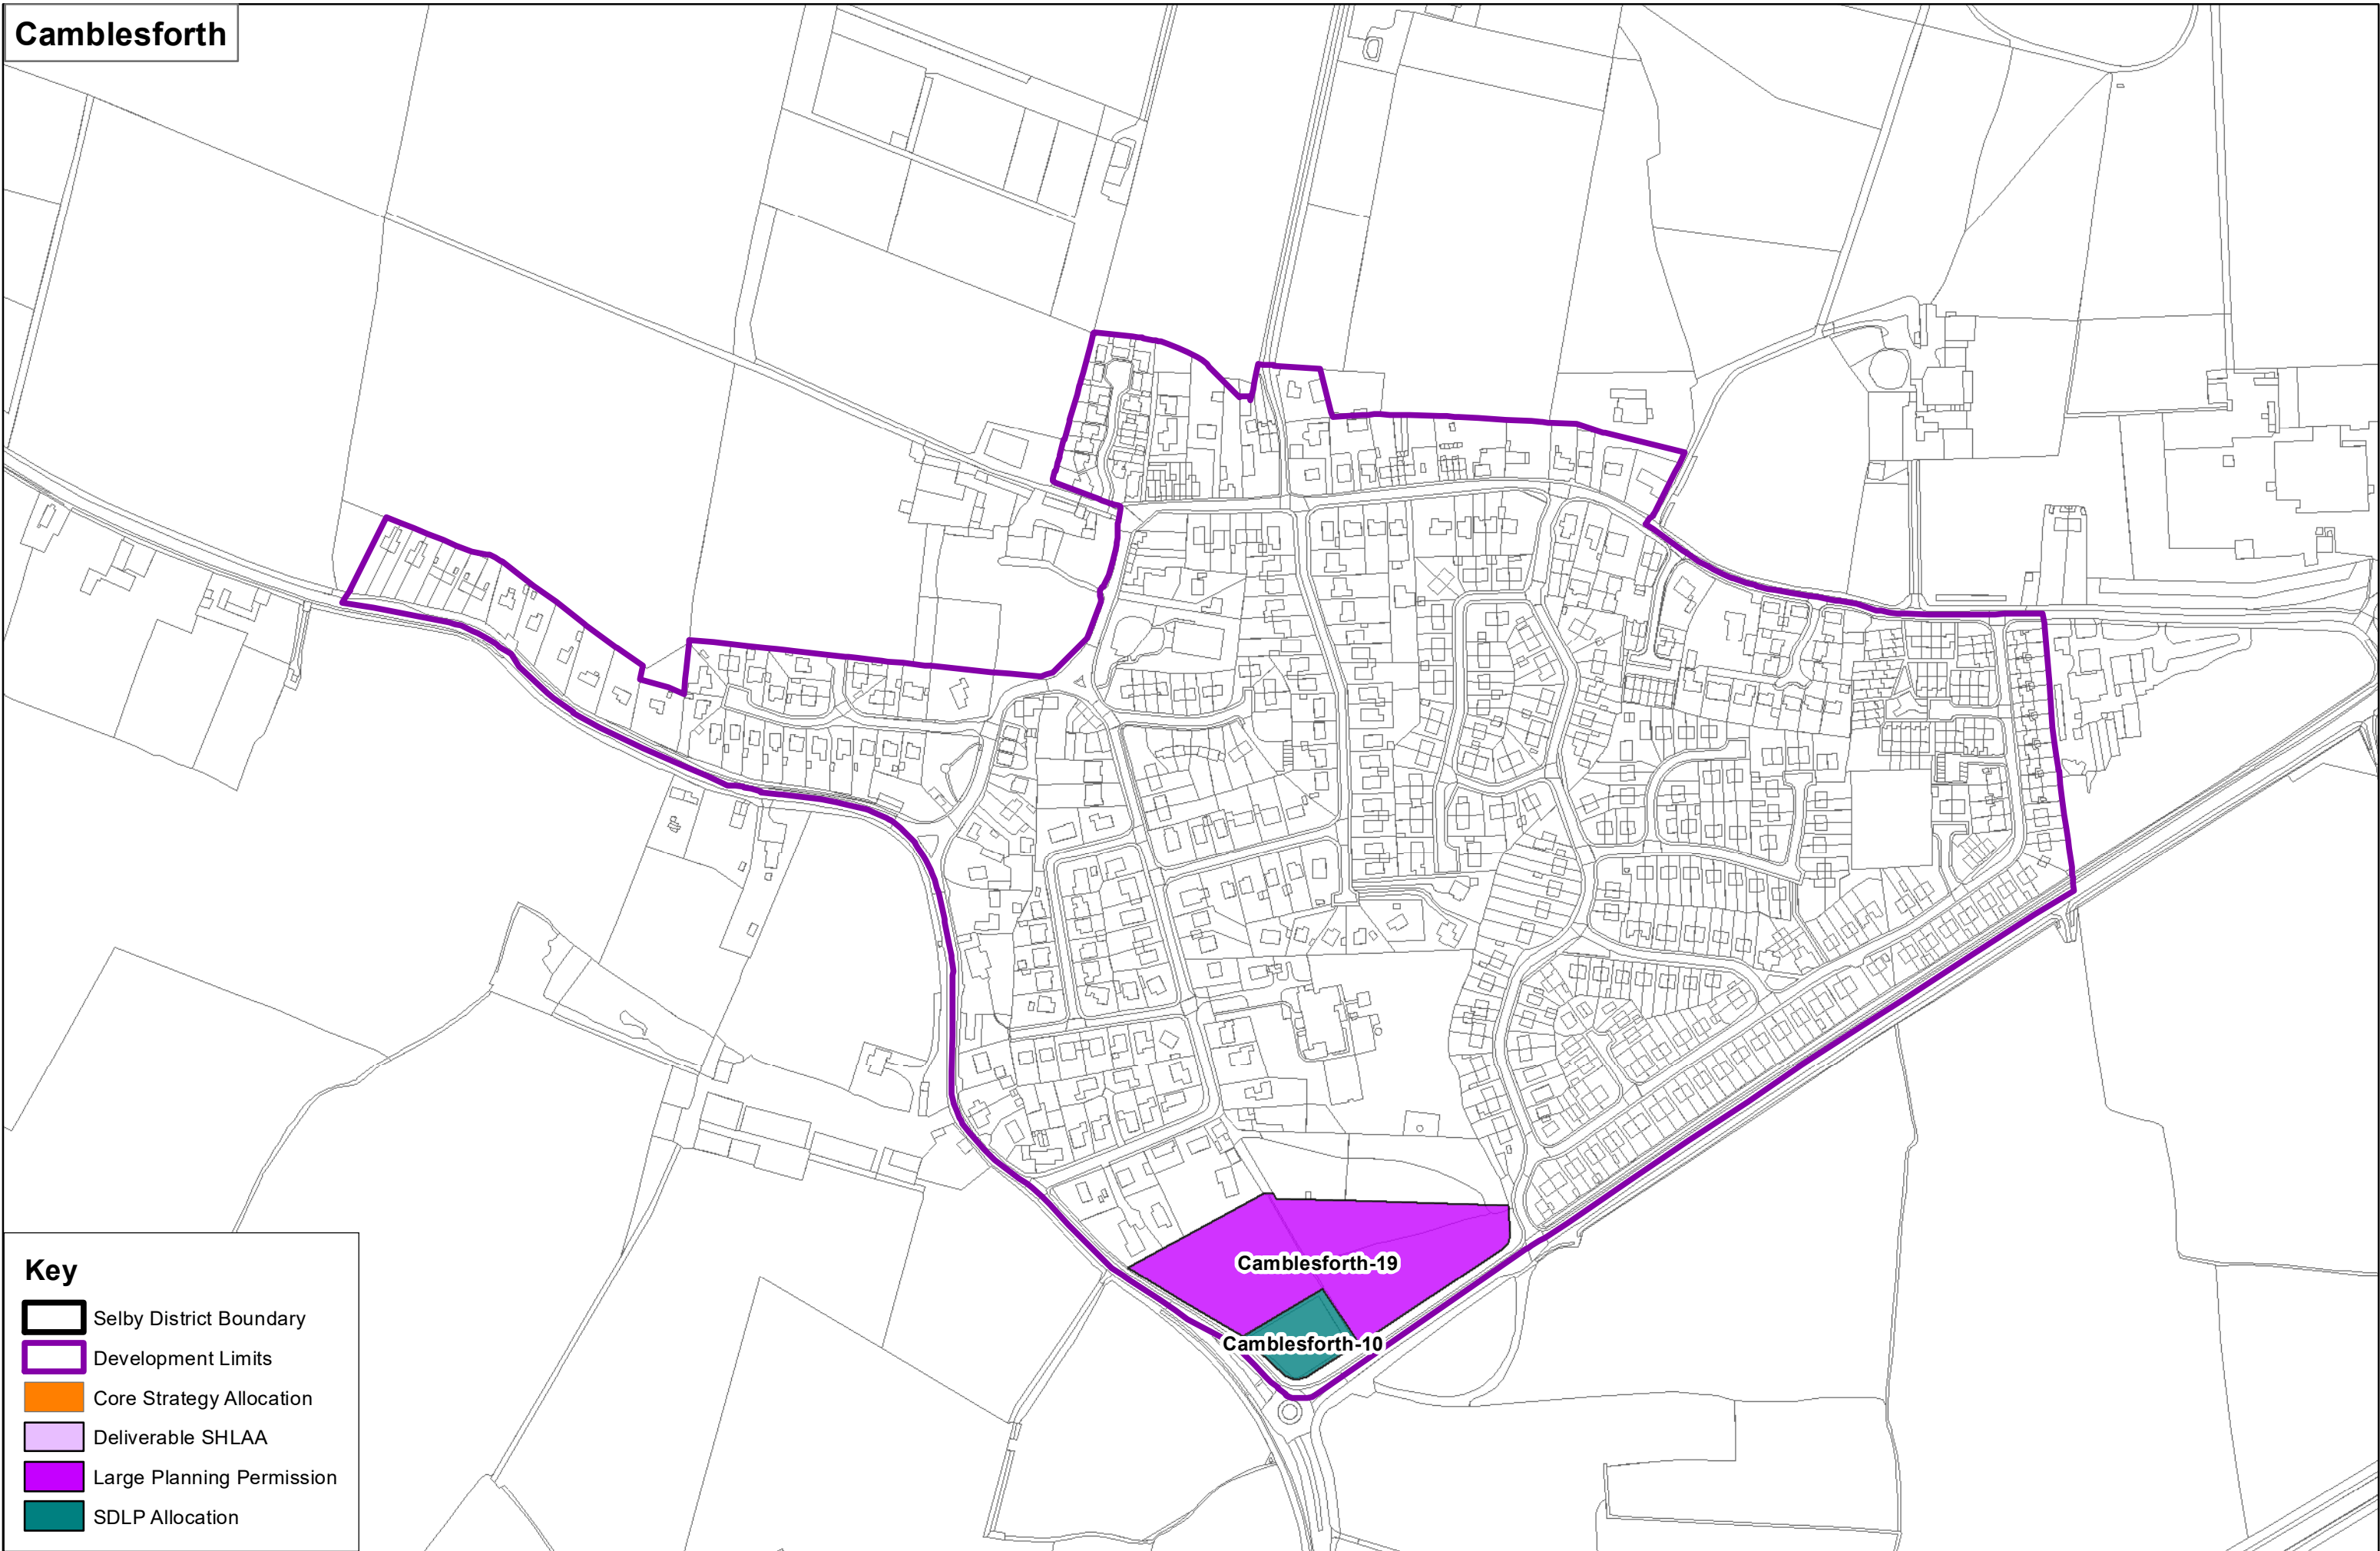 Camblesforth
Camblesforth-19
Camblesforth-10
Key
Selby District Boundary
Development Limits
Core Strategy Allocation
Deliverable SHLAA
Large Planning Permission
SDLP Allocation